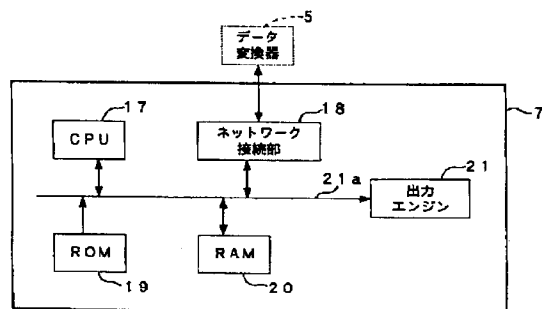 5
データ
変換器
17
CPU
18
ネットワーク
接続部
7
21a
21
出力
エンジン
ROM
19
RAM
20